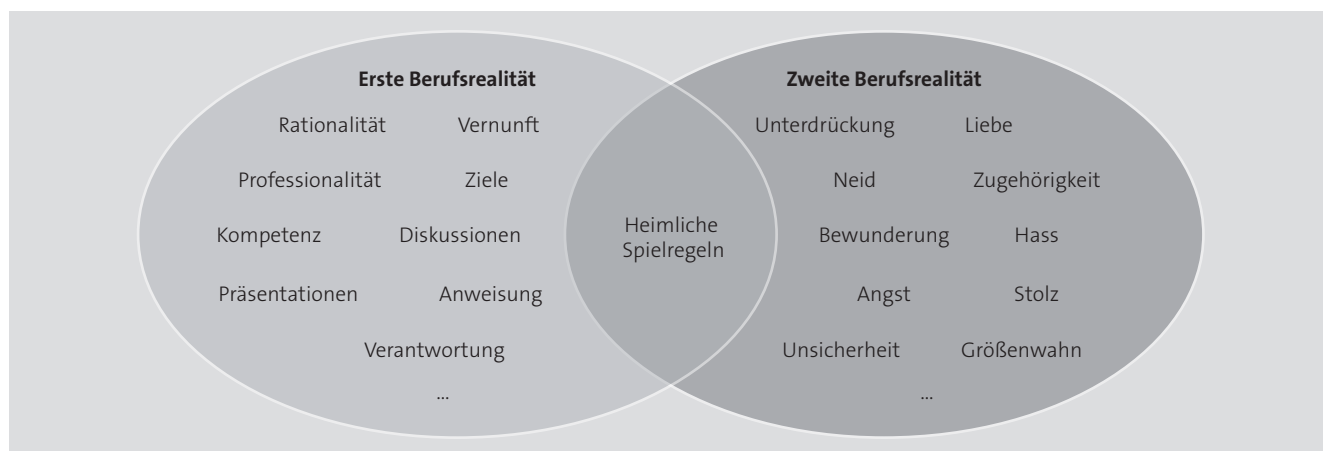 Erste Berufsrealität
Rationalität Vernunft
Professionalität Ziele
Kompetenz Diskussionen
Präsentationen Anweisung
Verantwortung
...
Heimliche
Spielregeln
Zweite Berufsrealität
Unterdrückung Liebe
Neid Zugehörigkeit
Bewunderung Hass
Angst Stolz
Unsicherheit Größenwahn
...